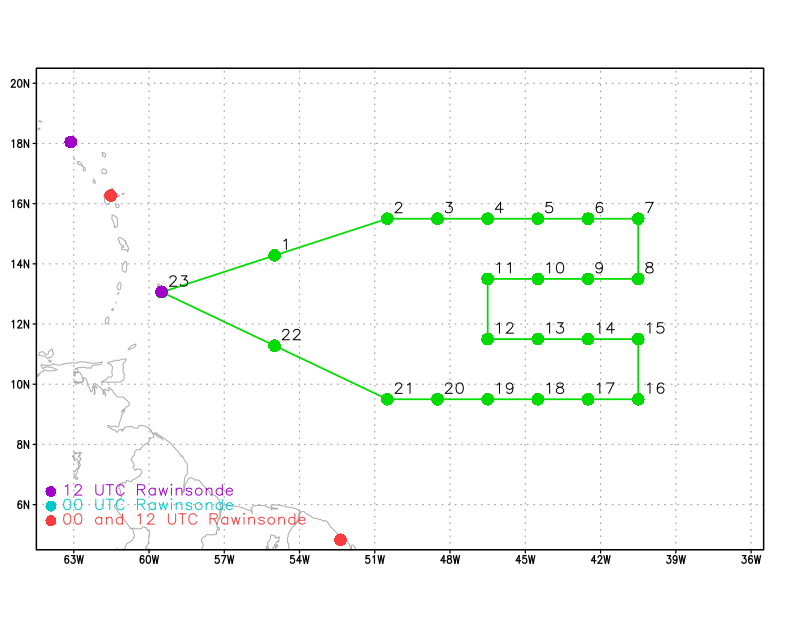 20N
18N
16N
14N
12N
10N
8N
6N
2 3 4 5 6 7
1
11 10 9 8
23
12 13 14 15
22
21 20 19 18 17 16
12 UTC Rawinsonde
00 UTC Rawinsonde
00 and 12 UTC Rawinsonde
63W 60W 57W 54W 51W 48W 45W 42W 39W 36W